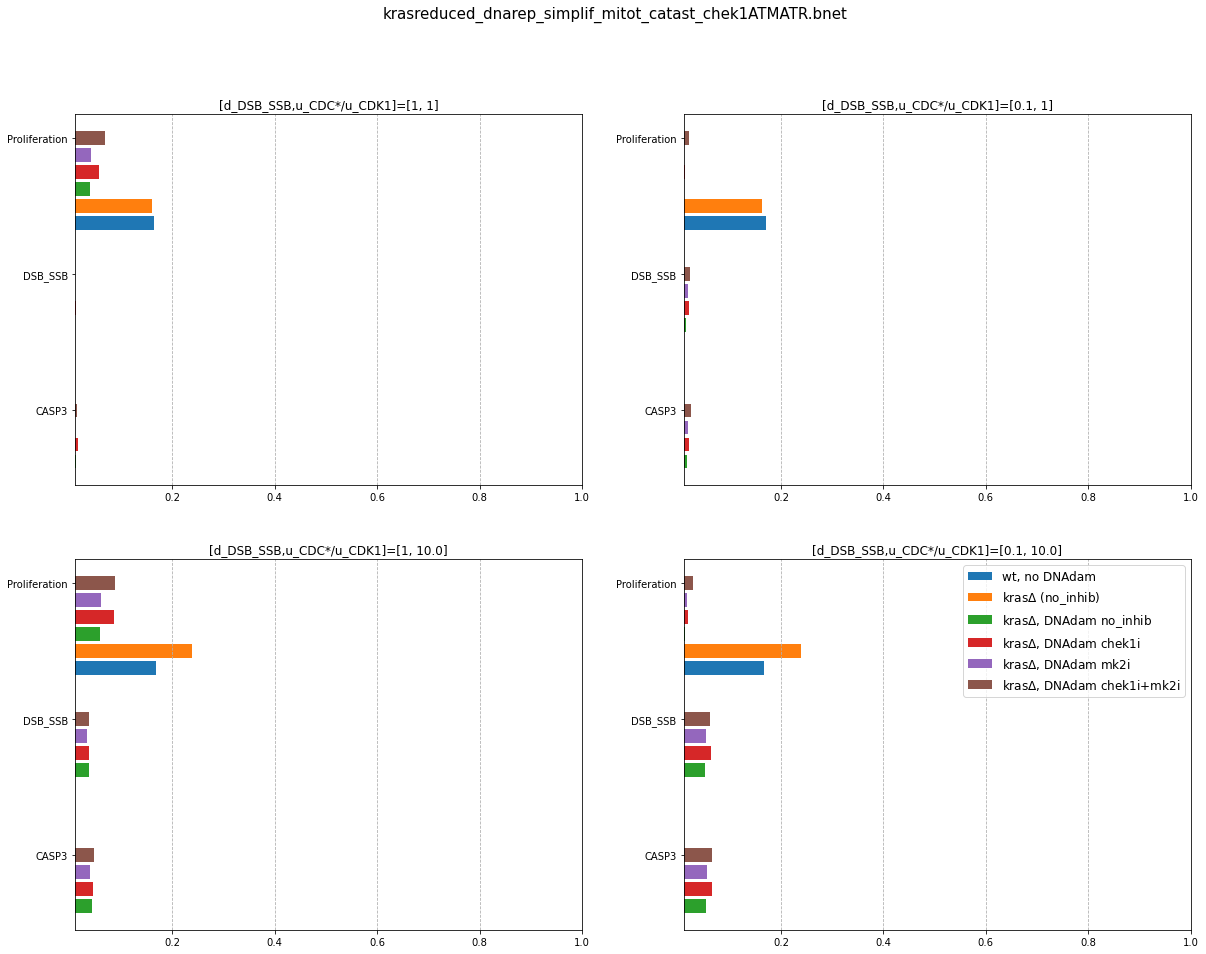 krasreduced_dnarep_simplif_mitot_catast_chek1ATMATR.bnet
[d_DSB_SSB,u_CDC*/u_CDK1]=[1, 1]
Proliferation
DSB_SSB
CASP3
0.2 0.4 0.6 0.8 1.0
[d_DSB_SSB,u_CDC*/u_CDK1]=[0.1, 1]
Proliferation
DSB_SSB
CASP3
0.2 0.4 0.6 0.8 1.0
[d_DSB_SSB,u_CDC*/u_CDK1]=[1, 10.0]
Proliferation
DSB_SSB
CASP3
0.2 0.4 0.6 0.8 1.0
[d_DSB_SSB,u_CDC*/u_CDK1]=[0.1, 10.0]
Proliferation
DSB_SSB
CASP3
0.2 0.4 0.6 0.8 1.0
wt, no DNAdam
krasΔ (no_inhib)
krasΔ, DNAdam no_inhib
krasΔ, DNAdam chek1i
krasΔ, DNAdam mk2i
krasΔ, DNAdam chek1i+mk2i